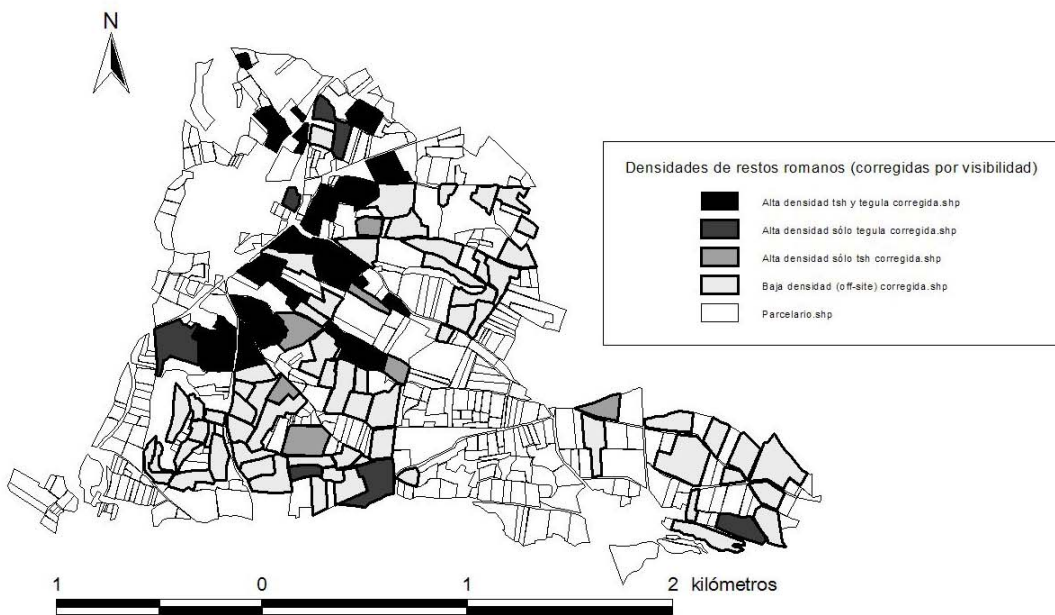 N
Densidades de restos romanos (corregidas por visibilidad)
Alta densidad tsh y tegula corregida.shp
Alta densidad sólo tegula corregida.shp
Alta densidad sólo tsh corregida.shp
Baja densidad (off-site) corregida.shp
Parcelario.shp
1 0 1 2 kilómetros